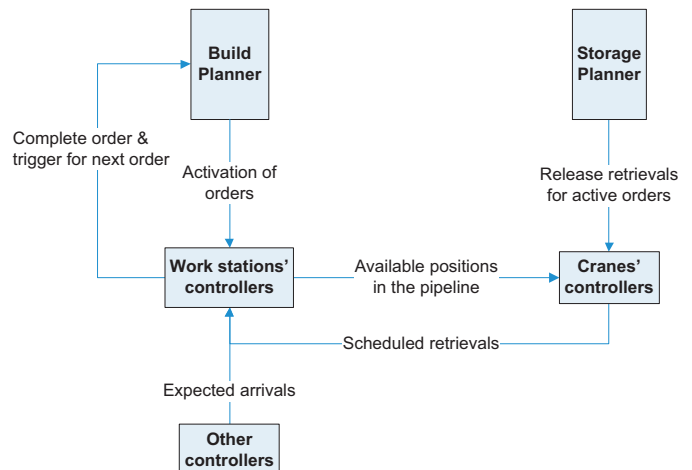 Build
Planner
Storage
Planner
Complete order &
trigger for next order
Activation of
orders
Release retrievals
for active orders
Work stations’
controllers
Available positions
in the pipeline
Cranes’
controllers
Scheduled retrievals
Expected arrivals
Other
controllers